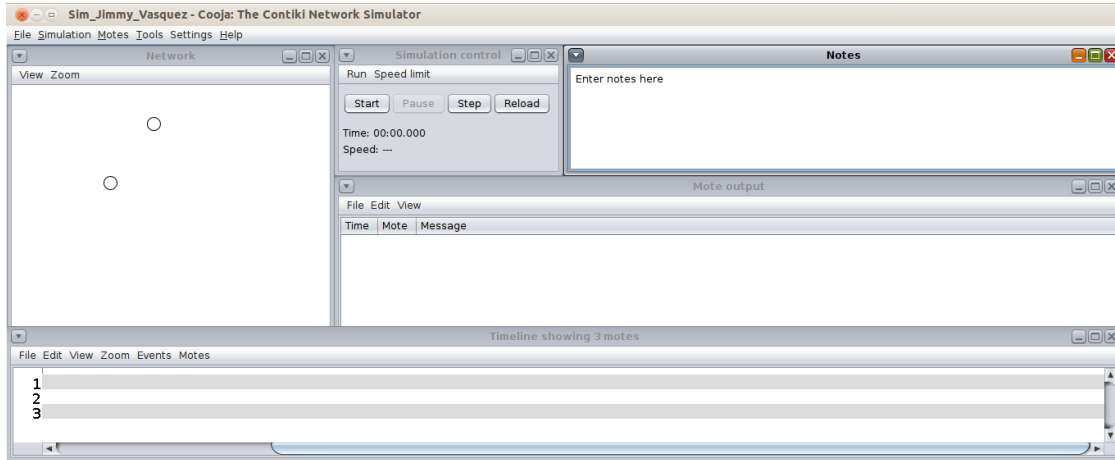 Sim_Jimmy_Vasquez - Cooja: The Contiki Network Simulator
File Simulation Motes Tools Settings Help
Network
View Zoom
Simulation control
Run Speed limit
Start Pause Step Reload
Time: 00:00.000
Speed: ---
Notes
Enter notes here
Mote output
File Edit View
Time Mote Message
Timeline showing 3 motes
File Edit View Zoom Events Motes
1
2
3